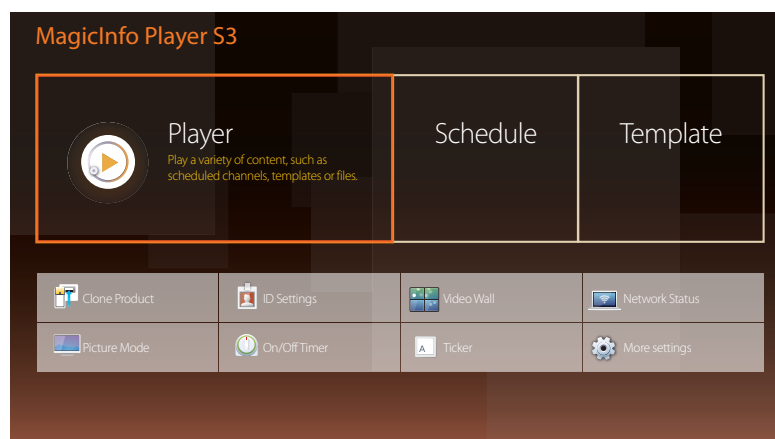 MagicInfo Player S3
Player
Play a variety of content, such as
scheduled channels, templates or files.
Schedule
Template
Clone Product
ID Settings
Video Wall
Network Status
Picture Mode
On/Off Timer
A
Ticker
More settings